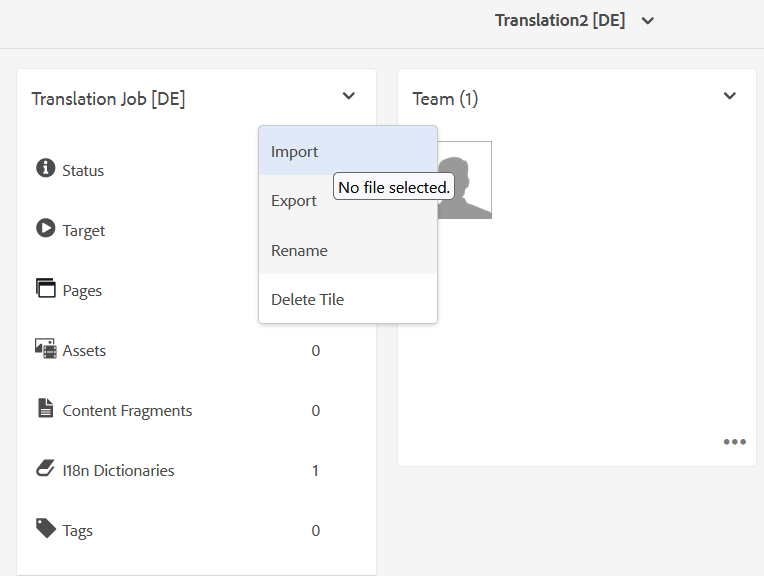 Translation2 [DE]
Translation Job [DE]
Team (1)
Import
No file selected.
Export
Rename
Delete Tile
Status
Target
Pages
Assets 0
Content Fragments 0
I18n Dictionaries 1
Tags 0